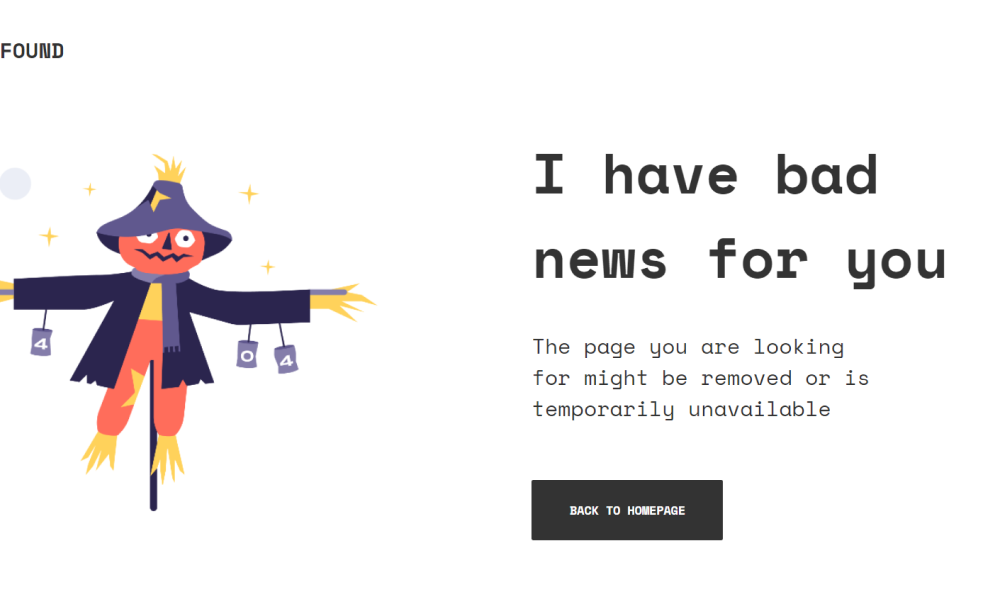 FOUND
I have bad
news for you
The page you are looking
for might be removed or is
temporarily unavailable
4
0
4
BACK TO HOMEPAGE